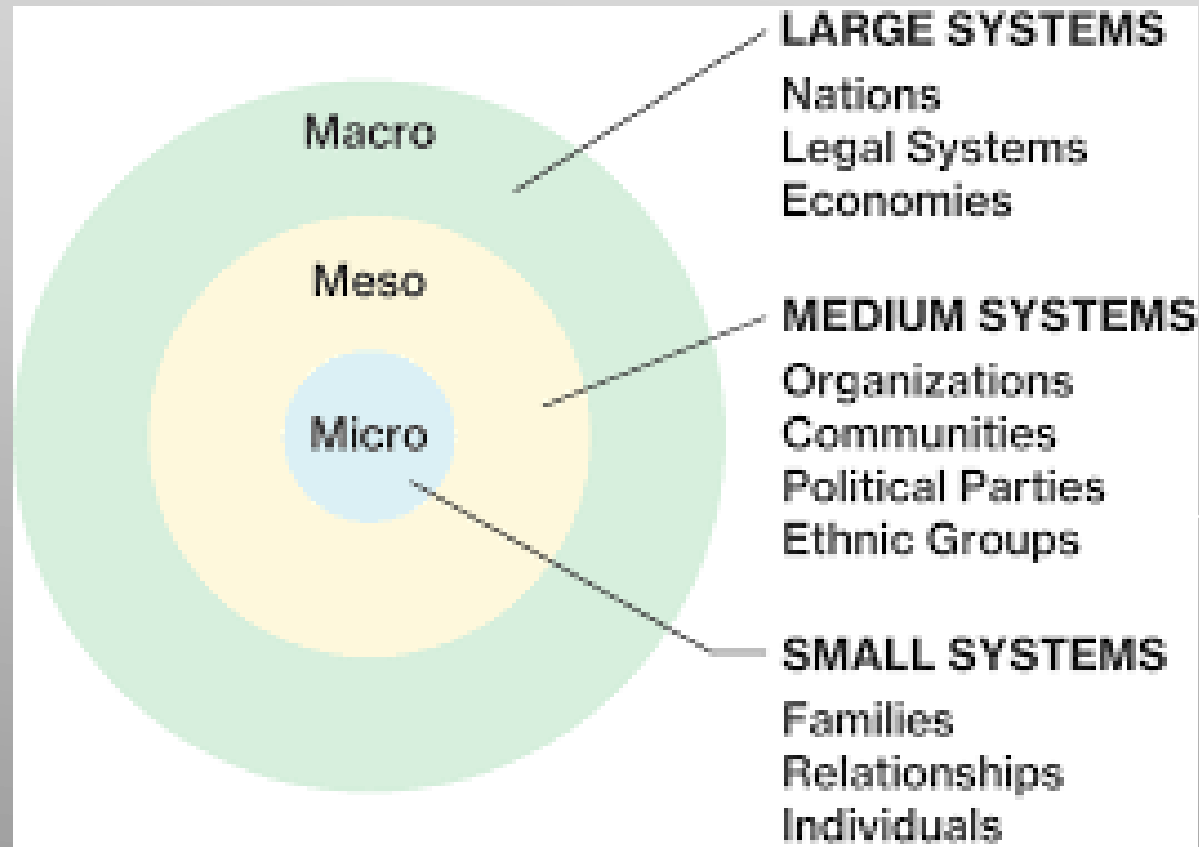 Macro
Meso
Micro
LARGE SYSTEMS
Nations
Legal Systems
Economies
MEDIUM SYSTEMS
Organizations
Communities
Political Parties
Ethnic Groups
SMALL SYSTEMS
Families
Relationships
Individuals